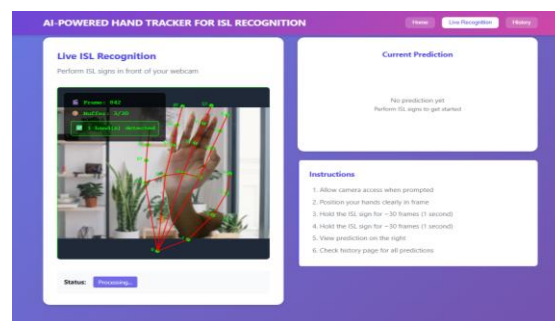 AI-POWERED HAND TRACKER FOR ISL RECOGNITION
Home
Live Recognition
History
Live ISL Recognition
Perform ISL signs in front of your webcam
Frame: 842
Buffer: 3/30
1 hand(s) detected
Status: Processing...
Current Prediction
No prediction yet
Perform ISL signs to get started
Instructions
1. Allow camera access when prompted
2. Position your hands clearly in frame
3. Hold the ISL sign for ~30 frames (1 second)
4. Hold the ISL sign for ~30 frames (1 second)
5. View prediction on the right
6. Check history page for all predictions